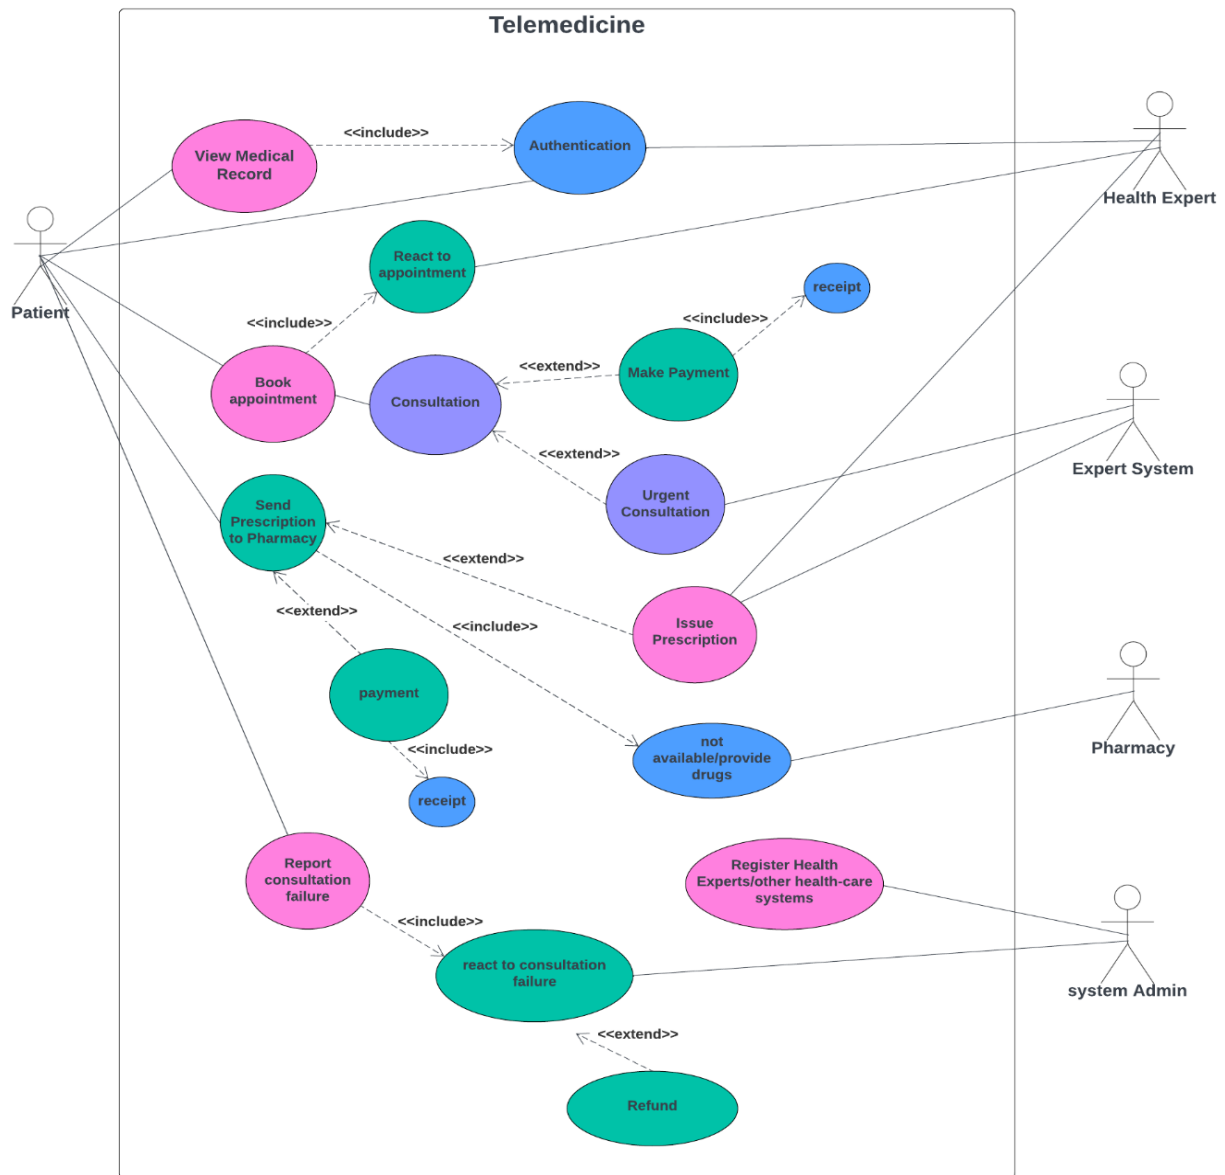 Telemedicine
<<include>>
Authentication
View Medical
Record
Health Expert
React to
appointment
receipt
Patient
<<include>>
<<include>>
<<extend>>
Make Payment
Book
appointment
Consultation
<<extend>>
Expert System
Urgent
Consultation
Send
Prescription
to Pharmacy
<<extend>>
<<extend>>
<<include>>
Issue
Prescription
payment
<<include>>
not
available/provide
drugs
Pharmacy
receipt
Report
consultation
failure
Register Health
Experts/other health-care
systems
<<include>>
react to consultation
failure
system Admin
<<extend>>
Refund